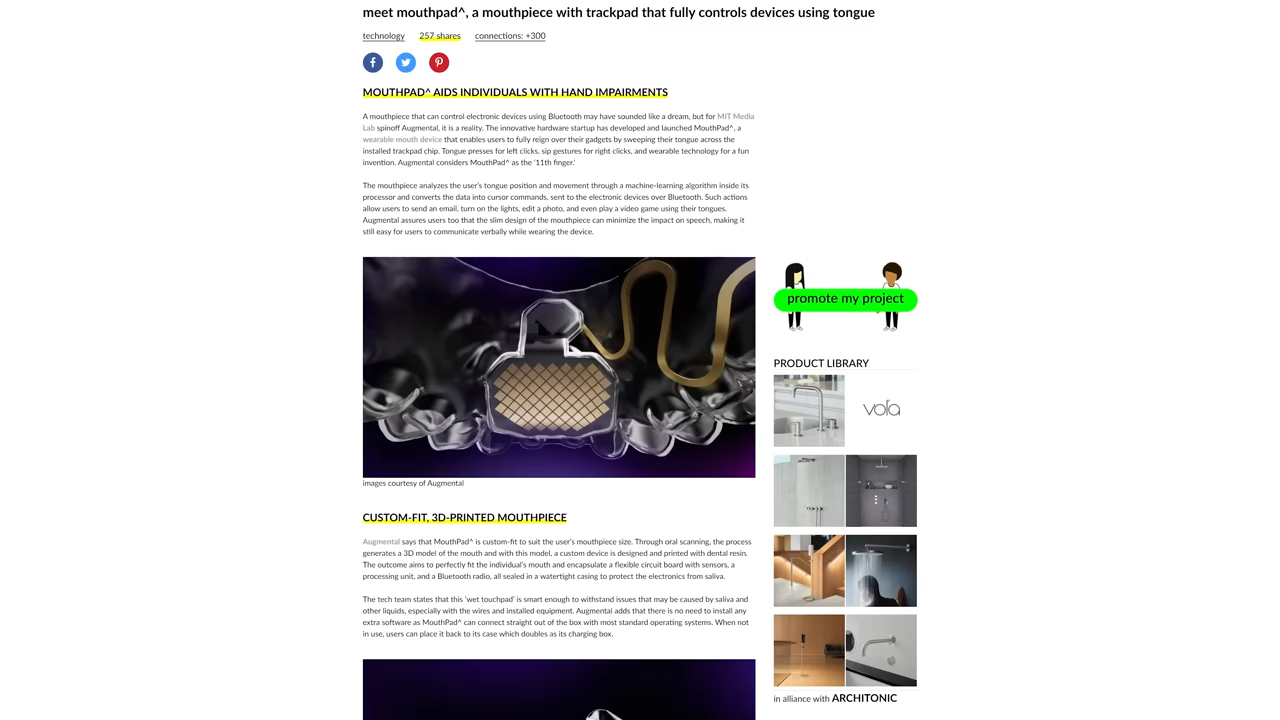 meet mouthpad^, a mouthpiece with trackpad that fully controls devices using tongue
technology 257 shares connections: +300
MOUTHPAD^ AIDS INDIVIDUALS WITH HAND IMPAIRMENTS
A mouthpiece that can control electronic devices using Bluetooth may have sounded like a dream, but for MIT Media
Lab spinoff Augmental, it is a reality. The innovative hardware startup has developed and launched MouthPad^, a
wearable mouth device that enables users to fully reign over their gadgets by sweeping their tongue across the
installed trackpad chip. Tongue presses for left clicks, sip gestures for right clicks, and wearable technology for a fun
invention. Augmental considers MouthPad^ as the '11th finger.'
The mouthpiece analyzes the user's tongue position and movement through a machine-learning algorithm inside its
processor and converts the data into cursor commands, sent to the electronic devices over Bluetooth. Such actions
allow users to send an email, turn on the lights, edit a photo, and even play a video game using their tongues.
Augmental assures users too that the slim design of the mouthpiece can minimize the impact on speech, making it
still easy for users to communicate verbally while wearing the device.
images courtesy of Augmental
CUSTOM-FIT, 3D-PRINTED MOUTHPIECE
Augmental says that MouthPad^ is custom-fit to suit the user's mouthpiece size. Through oral scanning, the process
generates a 3D model of the mouth and with this model, a custom device is designed and printed with dental resin.
The outcome aims to perfectly fit the individual's mouth and encapsulate a flexible circuit board with sensors, a
processing unit, and a Bluetooth radio, all sealed in a watertight casing to protect the electronics from saliva.
The tech team states that this 'wet touchpad' is smart enough to withstand issues that may be caused by saliva and
other liquids, especially with the wires and installed equipment. Augmental adds that there is no need to install any
extra software as MouthPad^ can connect straight out of the box with most standard operating systems. When not
in use, users can place it back to its case which doubles as its charging box.
promote my project
PRODUCT LIBRARY
vola
in alliance with ARCHITONIC